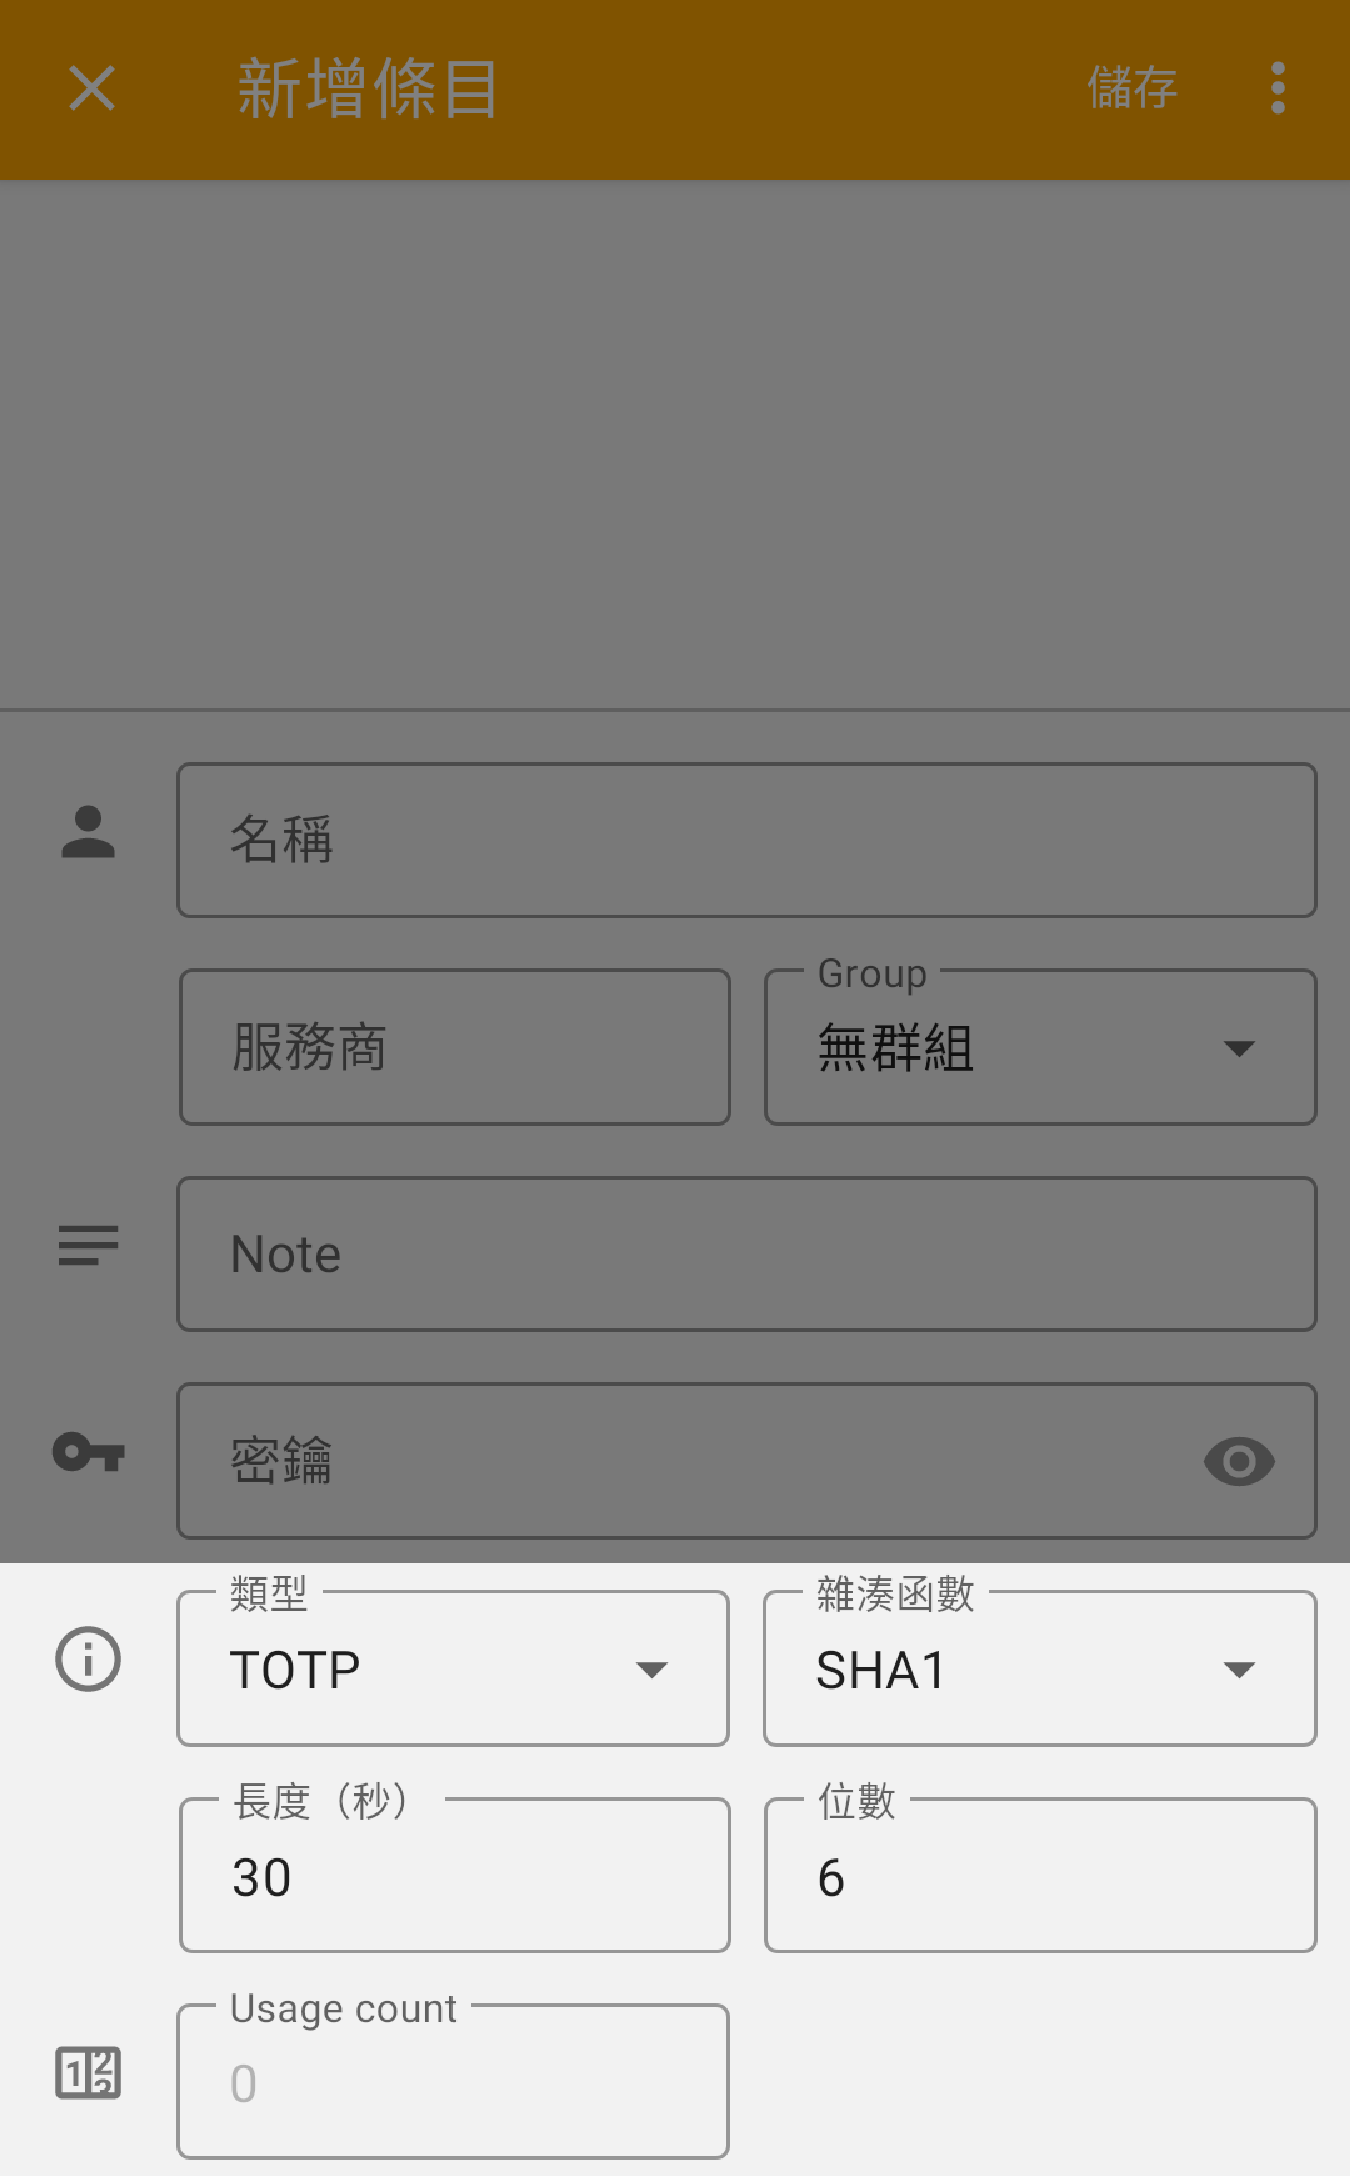 新增條目
儲存
名稱
服務商
Group
無群組
Note
密鑰
類型
TOTP
雜湊函數
SHA1
長度（秒）
30
位數
6
Usage count
0